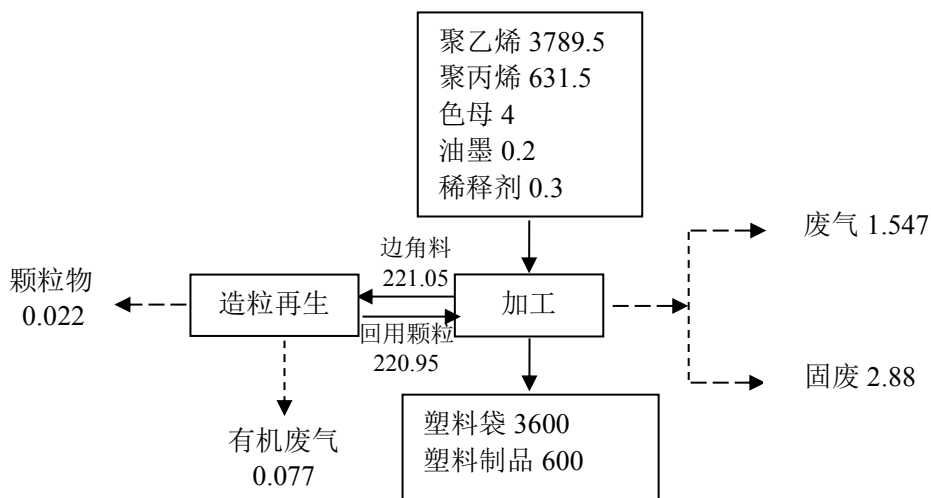 聚乙烯 3789.5
聚丙烯 631.5
色母 4
油墨 0.2
稀释剂 0.3
废气 1.547
边角料
221.05
颗粒物
0.022
造粒再生
加工
回用颗粒
220.95
固废 2.88
塑料袋 3600
塑料制品 600
有机废气
0.077